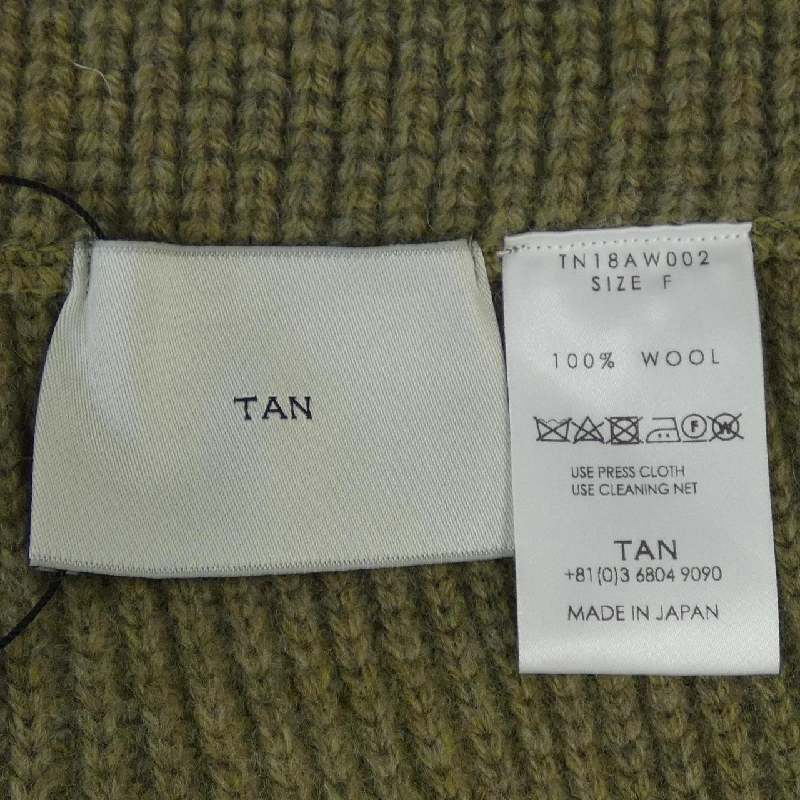 TAN
TN18AW002
SIZE F
100% WOOL
F W
USE PRESS CLOTH
USE CLEANING NET
TAN
+81(0)3 6804 9090
MADE IN JAPAN